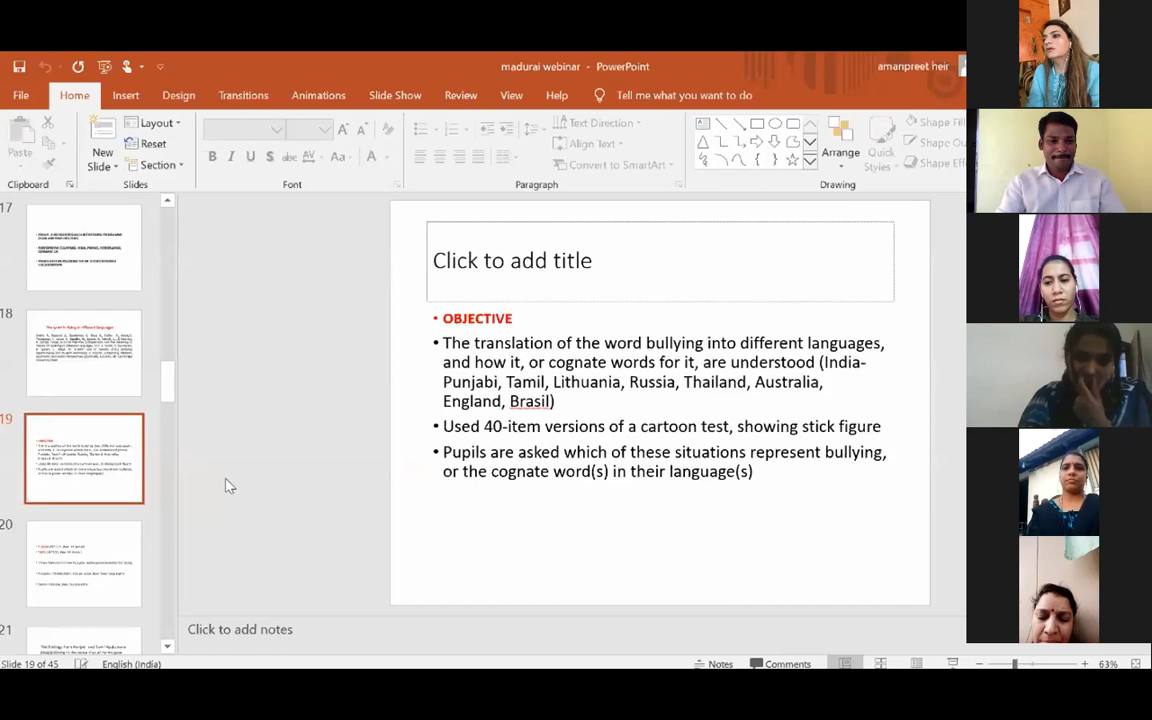 madurai webinar - PowerPoint
amanpreet heir
File Home Insert Design Transitions Animations Slide Show Review View Help Tell me what you want to do
Paste
Clipboard
New Slide
Layout
Reset
Section
Slides
B I U S abc AV Aa A
Font
Text Direction
Align Text
Convert to SmartArt
Paragraph
Arrange
Quick Styles
Shape
Shape
Drawing
17
18
19
20
21
Click to add title
• OBJECTIVE
• The translation of the word bullying into different languages,
and how it, or cognate words for it, are understood (India-
Punjabi, Tamil, Lithuania, Russia, Thailand, Australia,
England, Brasil)
• Used 40-item versions of a cartoon test, showing stick figure
• Pupils are asked which of these situations represent bullying,
or the cognate word(s) in their language(s)
Click to add notes
Slide 19 of 45 English (India) Notes Comments 63%